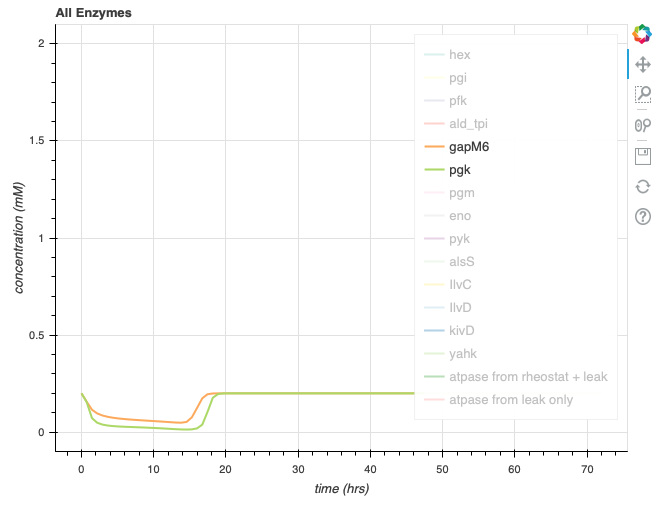 All Enzymes
concentration (mM)
2
1.5
1
0.5
0
0 10 20 30 40 50 60 70
time (hrs)
hex
pgi
pfk
ald_tpi
gapM6
pgk
pgm
eno
pyk
alsS
IlvC
IlvD
kivD
yahk
atpase from rheostat + leak
atpase from leak only